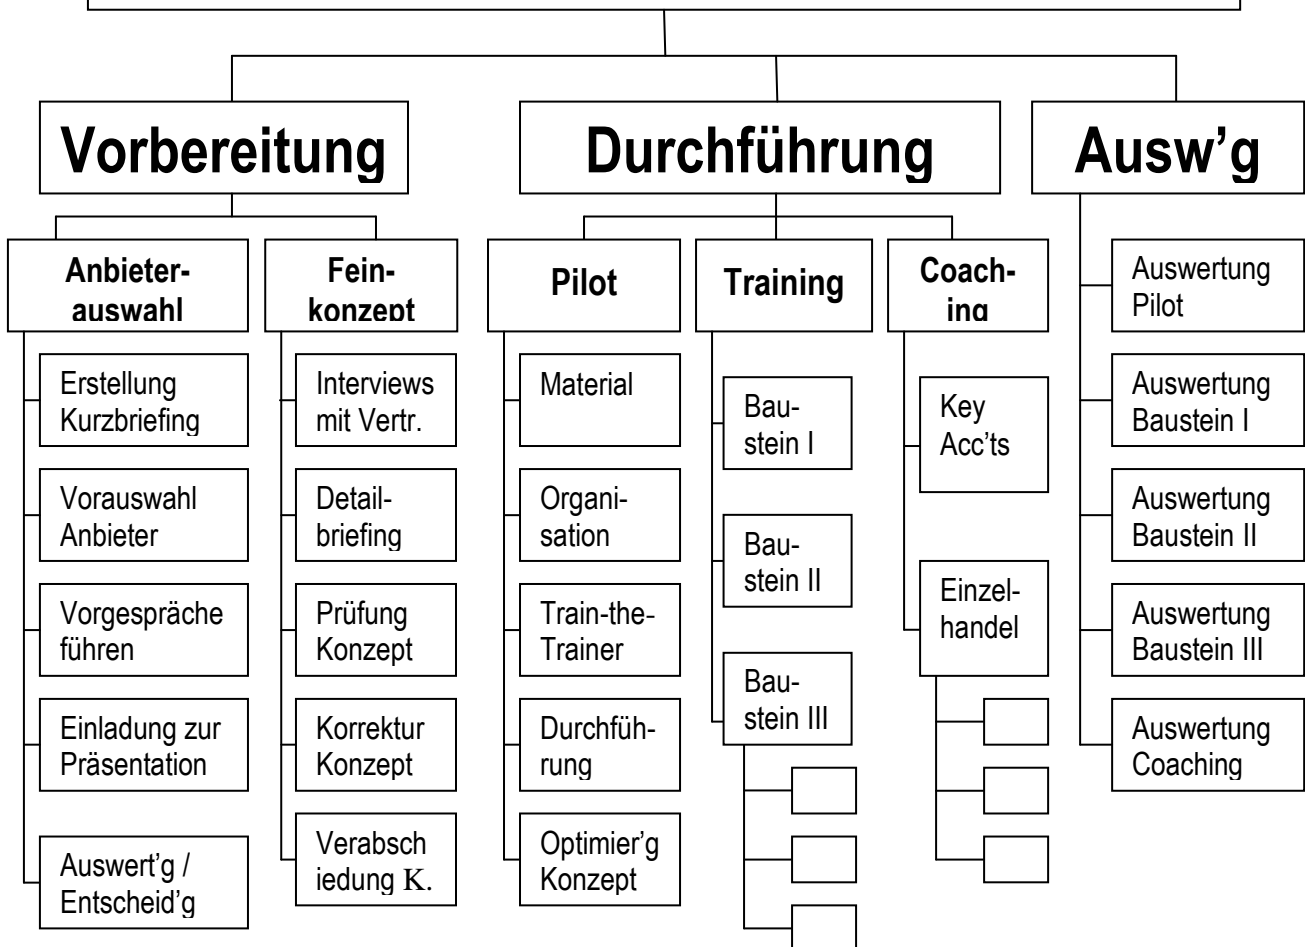 Vorbereitung
Durchführung
Ausw’g
Anbieter-
auswahl
Fein-
konzept
Pilot
Training
Coach-
ing
Erstellung
Kurzbriefing
Vorauswahl
Anbieter
Vorgespräche
führen
Einladung zur
Präsentation
Auswert’g /
Entscheid’g
Interviews
mit Vertr.
Detail-
briefing
Prüfung
Konzept
Korrektur
Konzept
Verabsch
iedung K.
Material
Organi-
sation
Train-the-
Trainer
Durchfüh-
rung
Optimier’g
Konzept
Bau-
stein I
Bau-
stein II
Bau-
stein III
Key
Acc’ts
Einzel-
handel
Auswertung
Pilot
Auswertung
Baustein I
Auswertung
Baustein II
Auswertung
Baustein III
Auswertung
Coaching